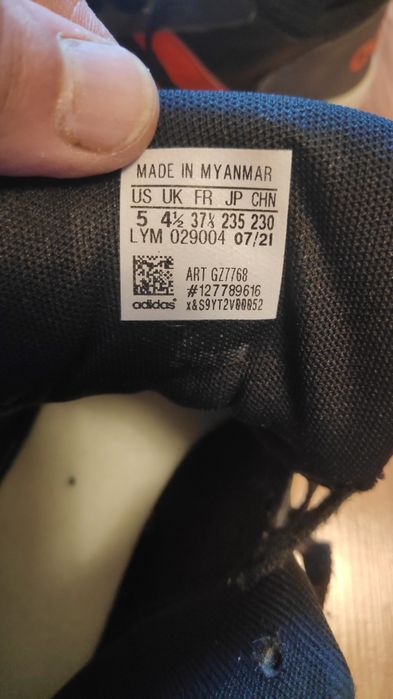 MADE IN MYANMAR
US UK FR JP CHN
5 4½ 37⅓ 235 230
LYM 029004 07/21
ART GZ7768
#127789616
adidas x&S9YT2V00052